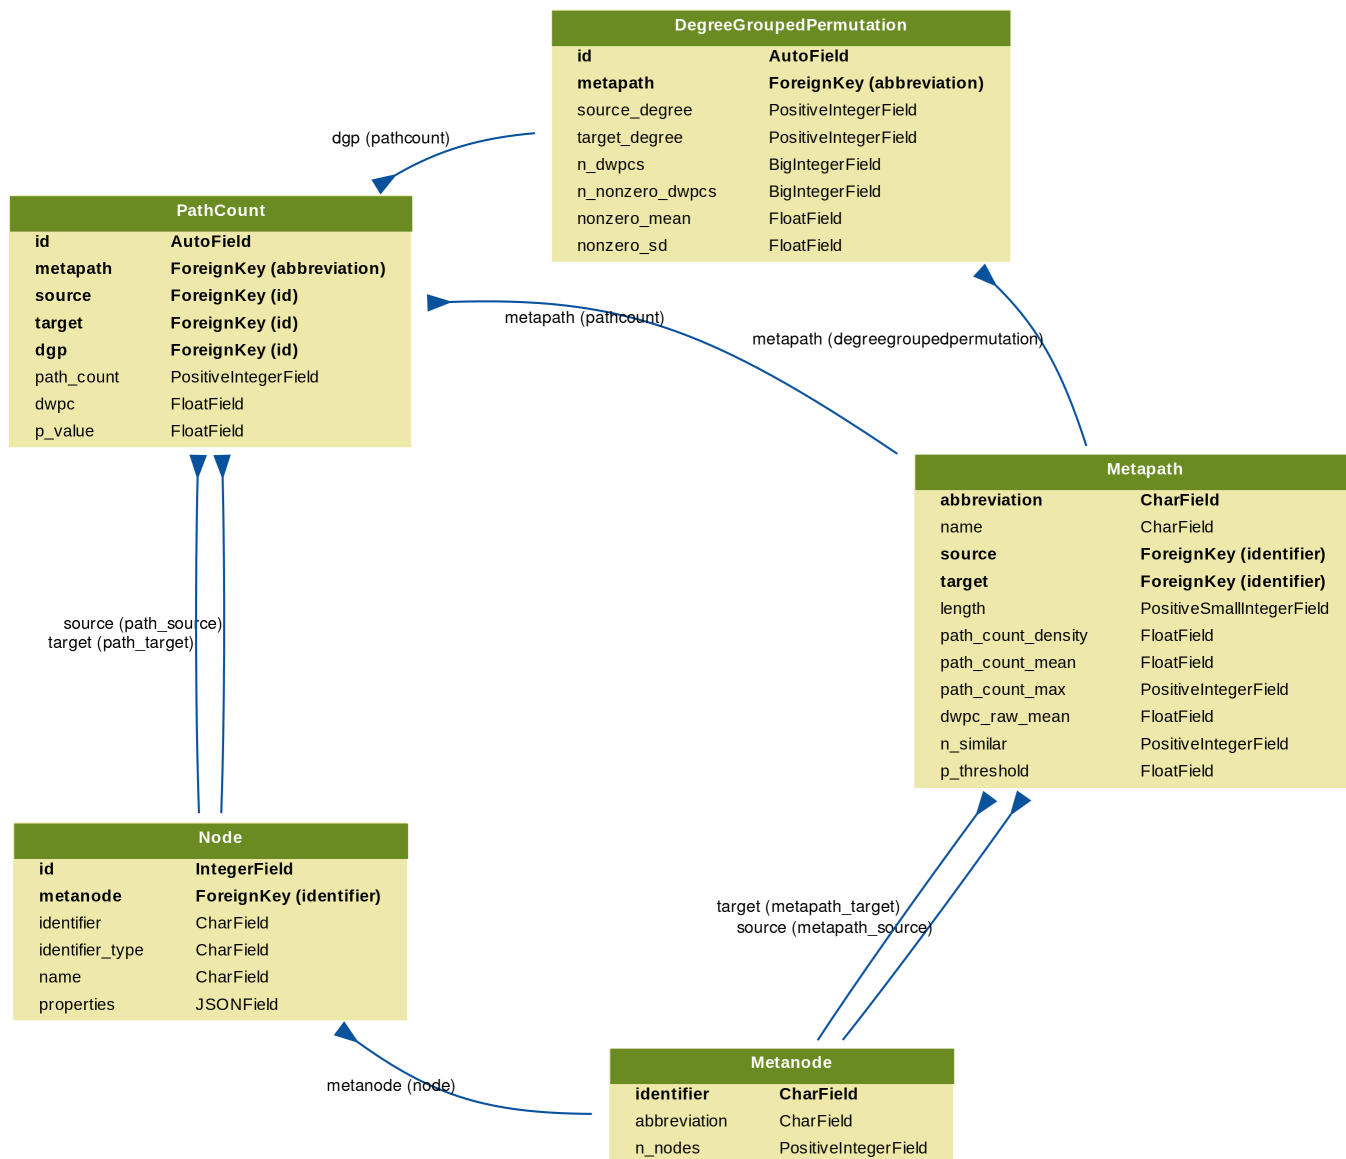 DegreeGroupedPermutation
id AutoField
metapath ForeignKey (abbreviation)
source_degree PositiveIntegerField
target_degree PositiveIntegerField
n_dwpcs BigIntegerField
n_nonzero_dwpcs BigIntegerField
nonzero_mean FloatField
nonzero_sd FloatField
dgp (pathcount)
PathCount
id AutoField
metapath ForeignKey (abbreviation)
source ForeignKey (id)
target ForeignKey (id)
dgp ForeignKey (id)
path_count PositiveIntegerField
dwpc FloatField
p_value FloatField
metapath (pathcount)
metapath (degreegroupedpermutation)
Metapath
abbreviation CharField
name CharField
source ForeignKey (identifier)
target ForeignKey (identifier)
length PositiveSmallIntegerField
path_count_density FloatField
path_count_mean FloatField
path_count_max PositiveIntegerField
dwpc_raw_mean FloatField
n_similar PositiveIntegerField
p_threshold FloatField
source (path_source)
target (path_target)
Node
id IntegerField
metanode ForeignKey (identifier)
identifier CharField
identifier_type CharField
name CharField
properties JSONField
target (metapath_target)
source (metapath_source)
metanode (node)
Metanode
identifier CharField
abbreviation CharField
n_nodes PositiveIntegerField